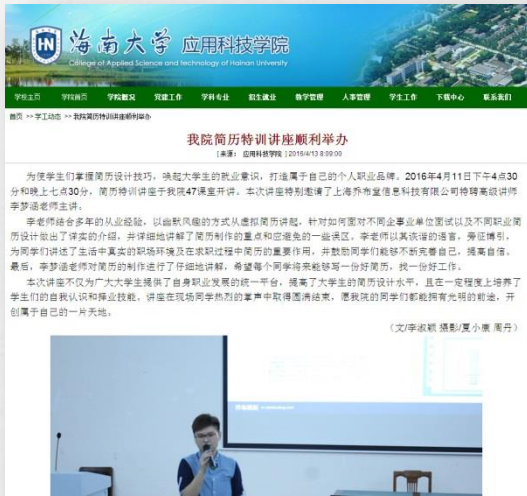 海南大学 应用科技学院
College of Applied Science and technology of Hainan University
学校主页 学院首页 学院概况 党建工作 学科专业 招生就业 教学管理 人事管理 学生工作 下载中心 联系我们
首页 >> 学工动态 >> 我院简历特训讲座顺利举办
我院简历特训讲座顺利举办
[来源: 应用科技学院 | 2016/4/13 8:09:00
为使学生们掌握简历设计技巧，唤起大学生的就业意识，打造属于自己的个人职业品牌。2016年4月11日下午4点30
分和晚上七点30分，简历特训讲座于我院47课室开讲。本次讲座特别邀请了上海乔布堂信息科技有限公司特聘高级讲师
李梦涵老师主讲。
李老师结合多年的从业经验，以幽默风趣的方式从虚拟简历讲起，针对如何面对不同企事业单位面试以及不同职业简
历设计做出了详实的介绍，并详细地讲解了简历制作的重点和应避免的一些误区。李老师以其诙谐的语言，旁征博引，
为同学们讲述了生活中真实的职场环境及在求职过程中简历的重要作用，并鼓励同学们能够不断完善自己，提高自信。
最后，李梦涵老师对简历的制作进行了仔细地讲解，希望每个同学将来能够写一份好简历，找一份好工作。
本次讲座不仅为广大大学生提供了自身职业发展的统一平台，提高了大学生的简历设计水平，且在一定程度上培养了
学生们的自我认识和择业技能，讲座在现场同学热烈的掌声中取得圆满结束，愿我院的同学们都能拥有光明的前途，开
创属于自己的一片天地。
（文/李淑颖 摄影/夏小康 周丹）